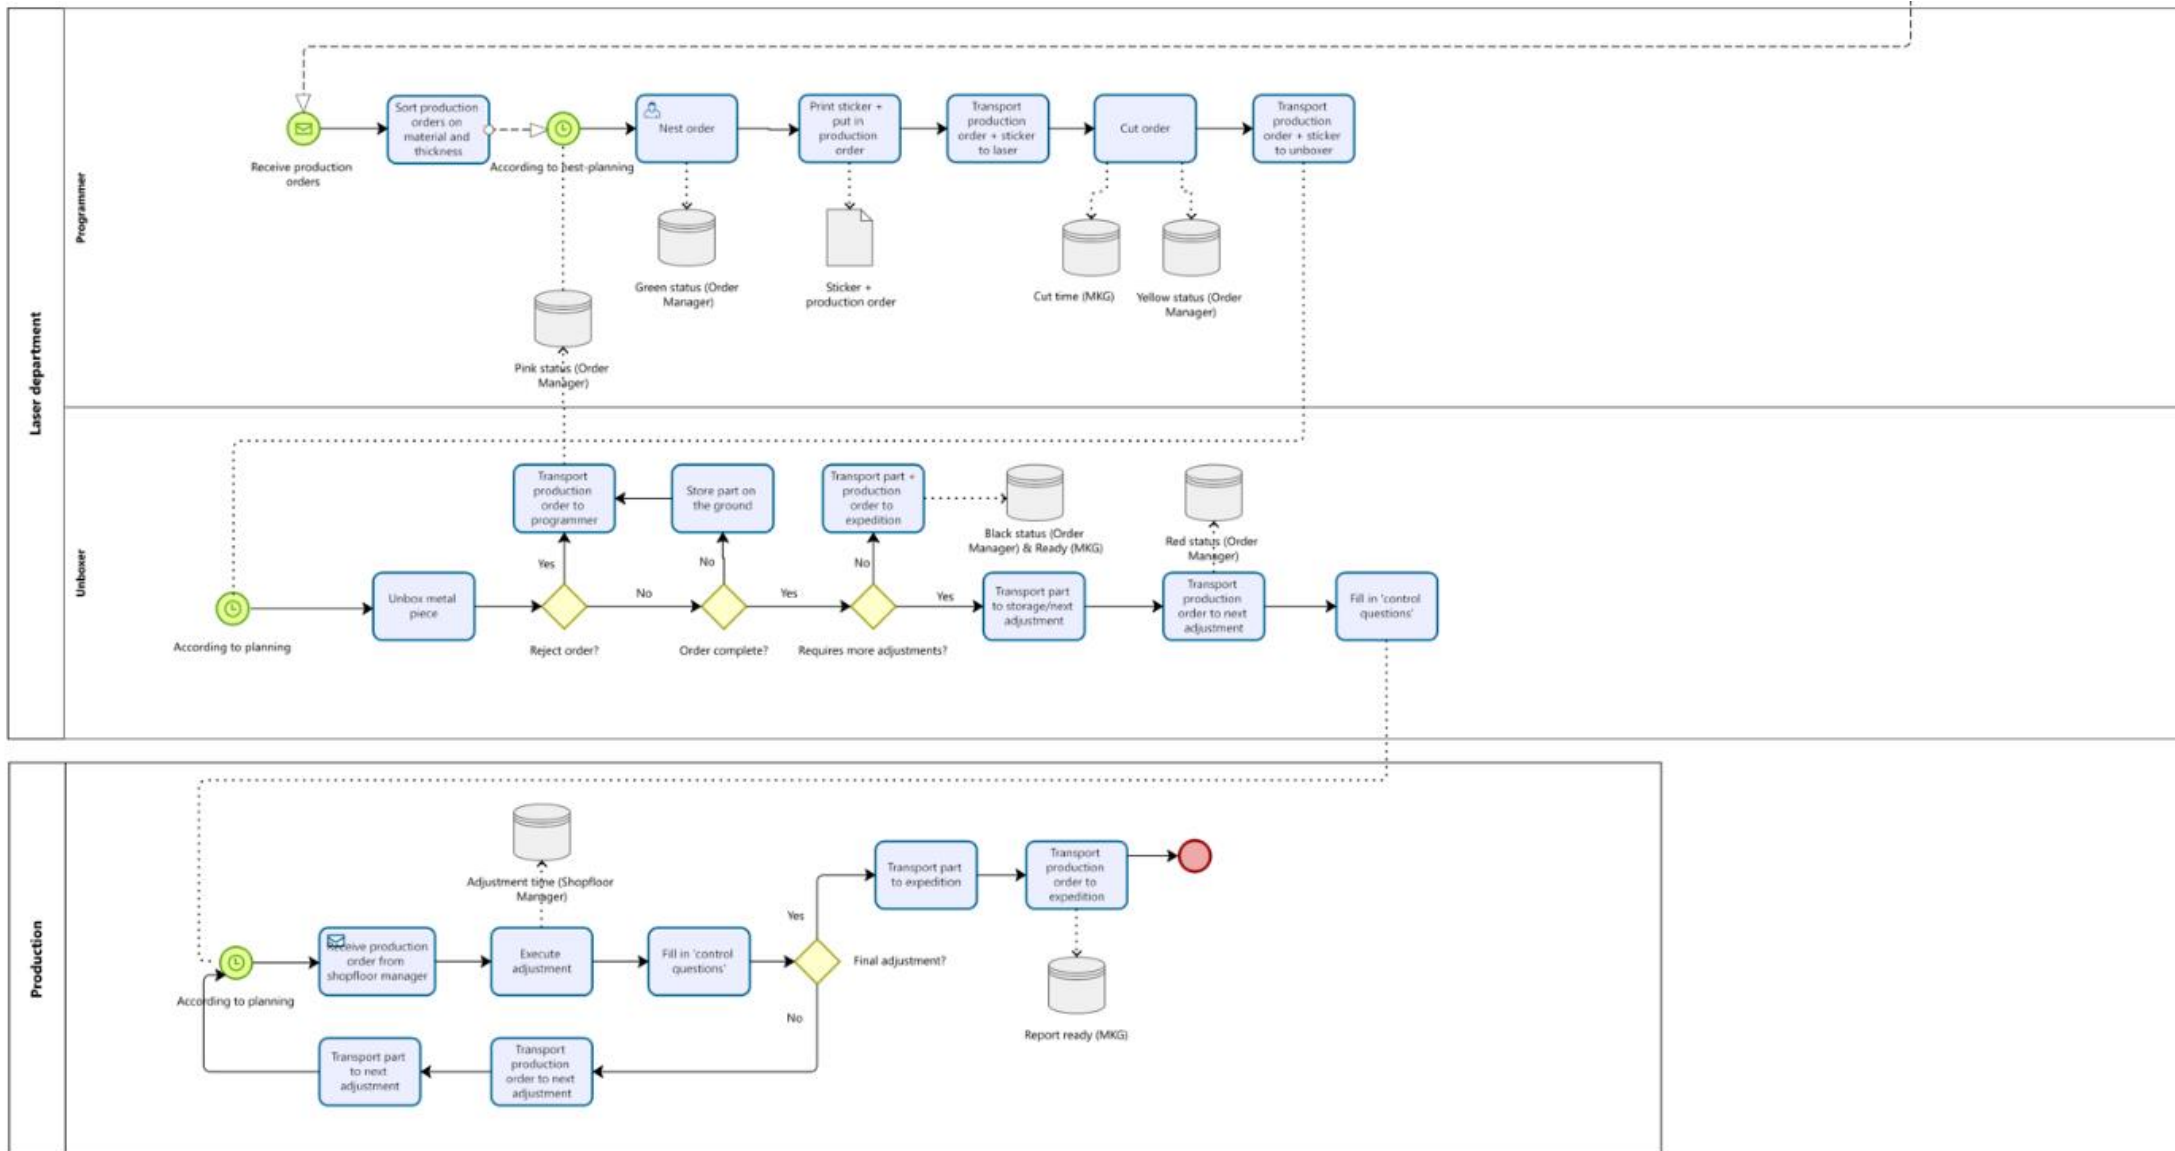 Laser department
Programmer
Receive production
orders
Sort production
orders on
material and
thickness
According to nest-planning
Nest order
Print sticker +
put in
production
order
Transport
production
order + sticker
to laser
Cut order
Transport
production
order + sticker
to unboxer
Green status (Order
Manager)
Sticker +
production order
Cut time (MKG)
Yellow status (Order
Manager)
Pink status (Order
Manager)
Unboxer
Transport
production
order to
programmer
Store part on
the ground
Transport part +
production
order to
expedition
Black status (Order
Manager) & Ready (MKG)
Red status (Order
Manager)
Yes
No
No
According to planning
Unbox metal
piece
No
Yes
Yes
Transport part
to storage/next
adjustment
Transport
production
order to next
adjustment
Fill in 'control
questions'
Reject order?
Order complete?
Requires more adjustments?
Production
Adjustment time (Shopfloor
Manager)
Transport part
to expedition
Transport
production
order to
expedition
Yes
According to planning
Receive production
order from
shopfloor manager
Execute
adjustment
Fill in 'control
questions'
Final adjustment?
No
Report ready (MKG)
Transport part
to next
adjustment
Transport
production
order to next
adjustment